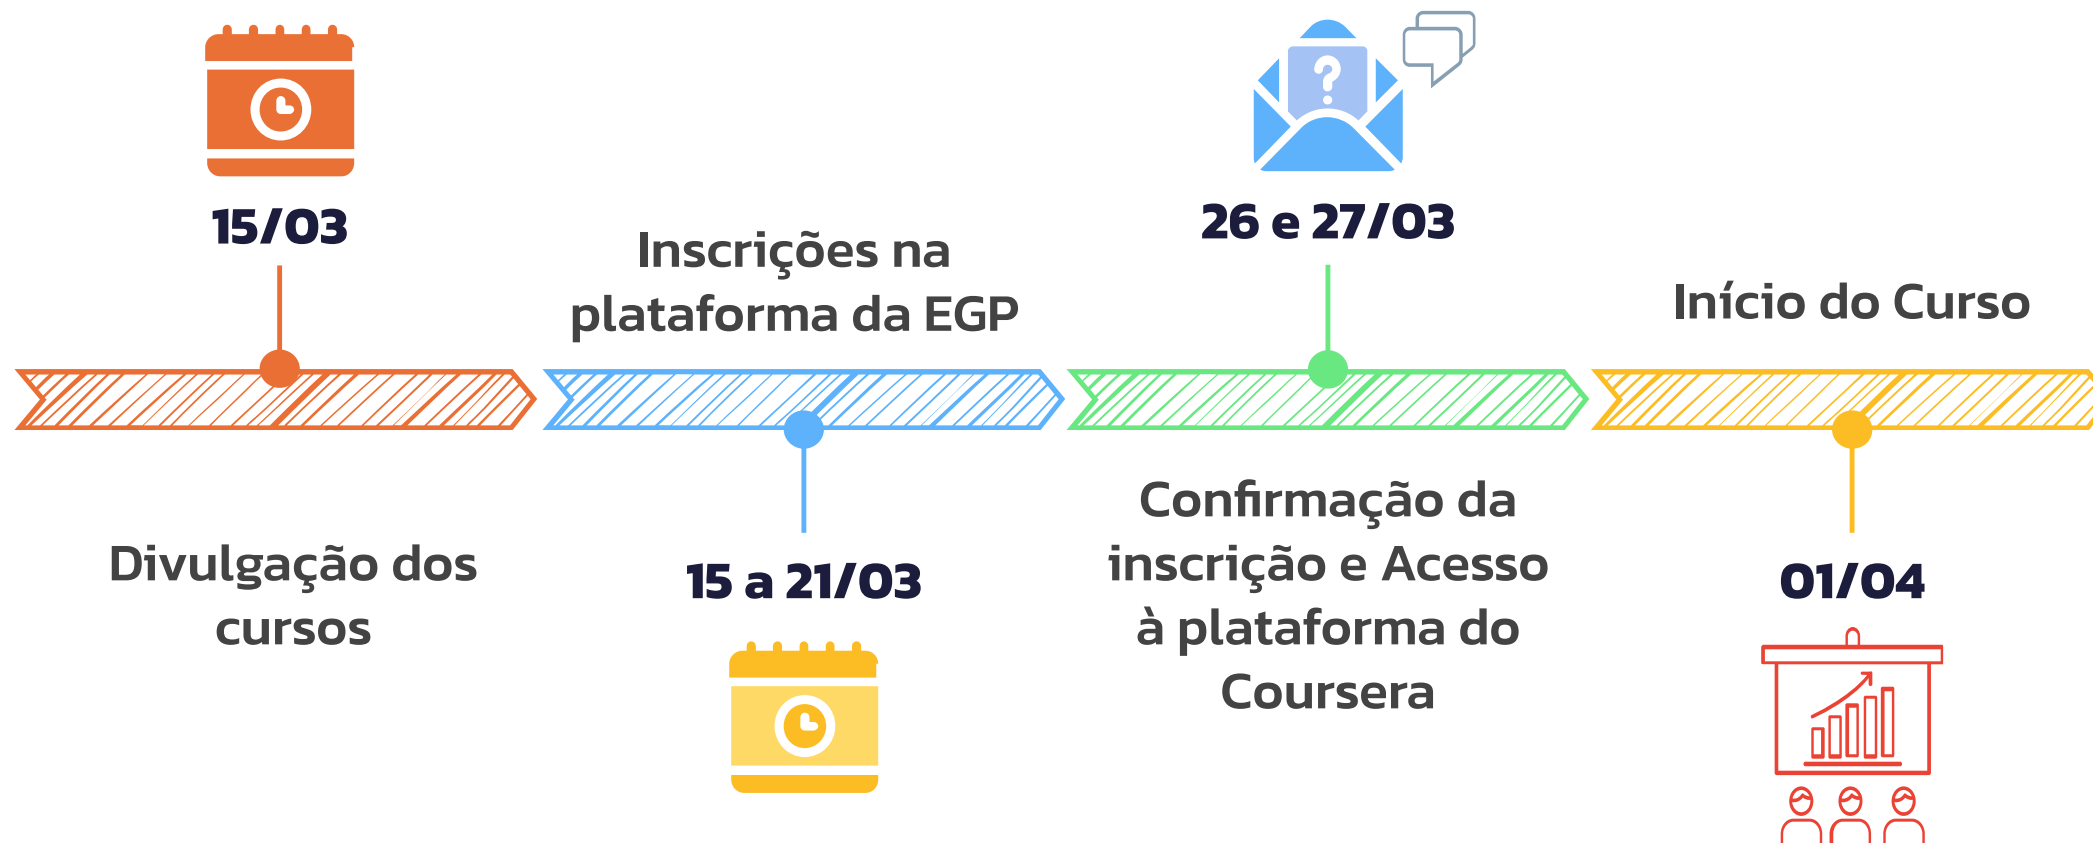 15/03
Divulgação dos
cursos
Inscrições na
plataforma da EGP
15 a 21/03
?
26 e 27/03
Confirmação da
inscrição e Acesso
à plataforma do
Coursera
Início do Curso
01/04